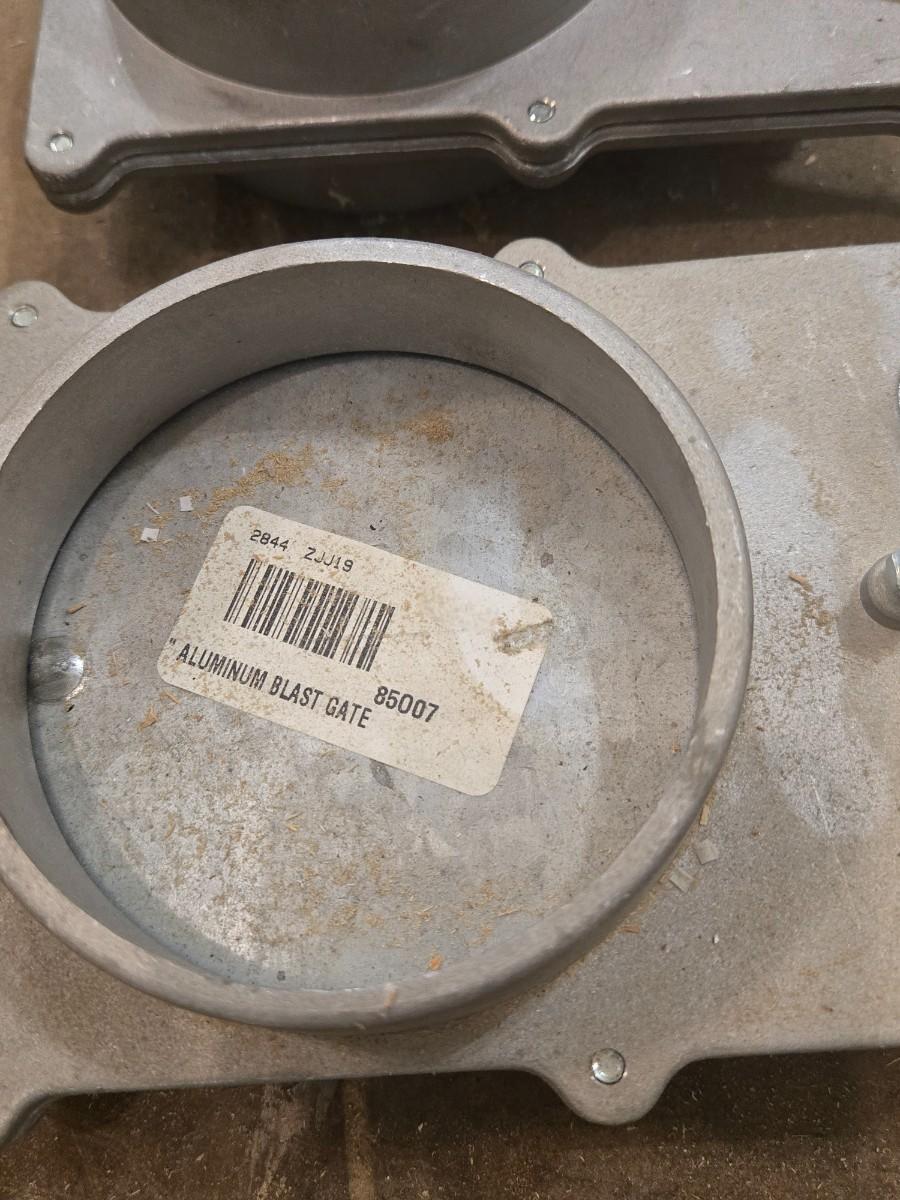 2844 ZJJ19
" ALUMINUM BLAST GATE 85007